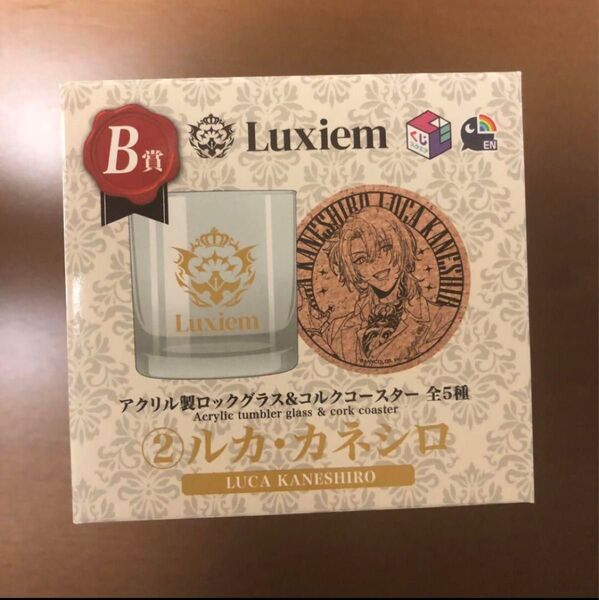 B賞
Luxiem
くじ
EN
Luxiem
KANESHIRO LUCA KANESHIRO
アクリル製ロックグラス&コルクコースター 全5種
Acrylic tumbler glass & cork coaster
②ルカ・カネシロ
LUCA KANESHIRO